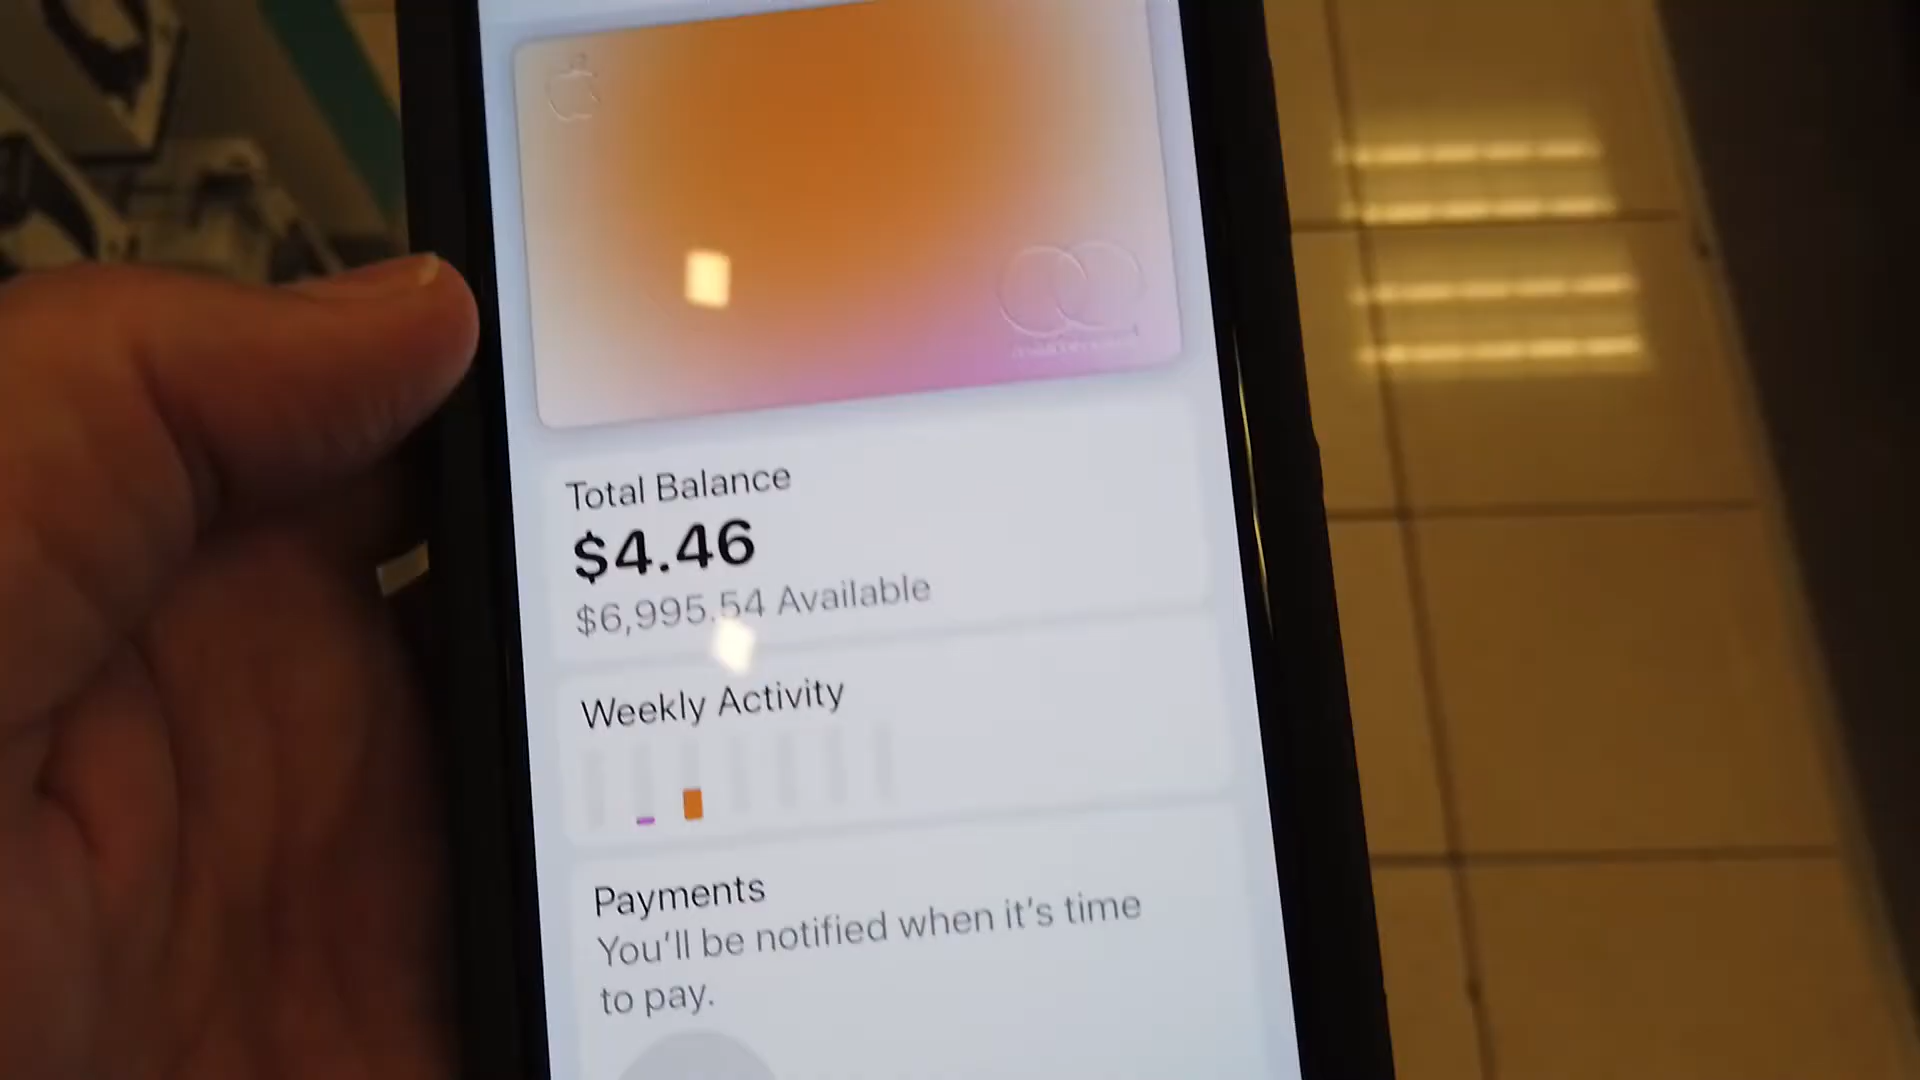 Total Balance
$4.46
$6,995.54 Available
Weekly Activity
Payments
You'll be notified when it's time
to pay.